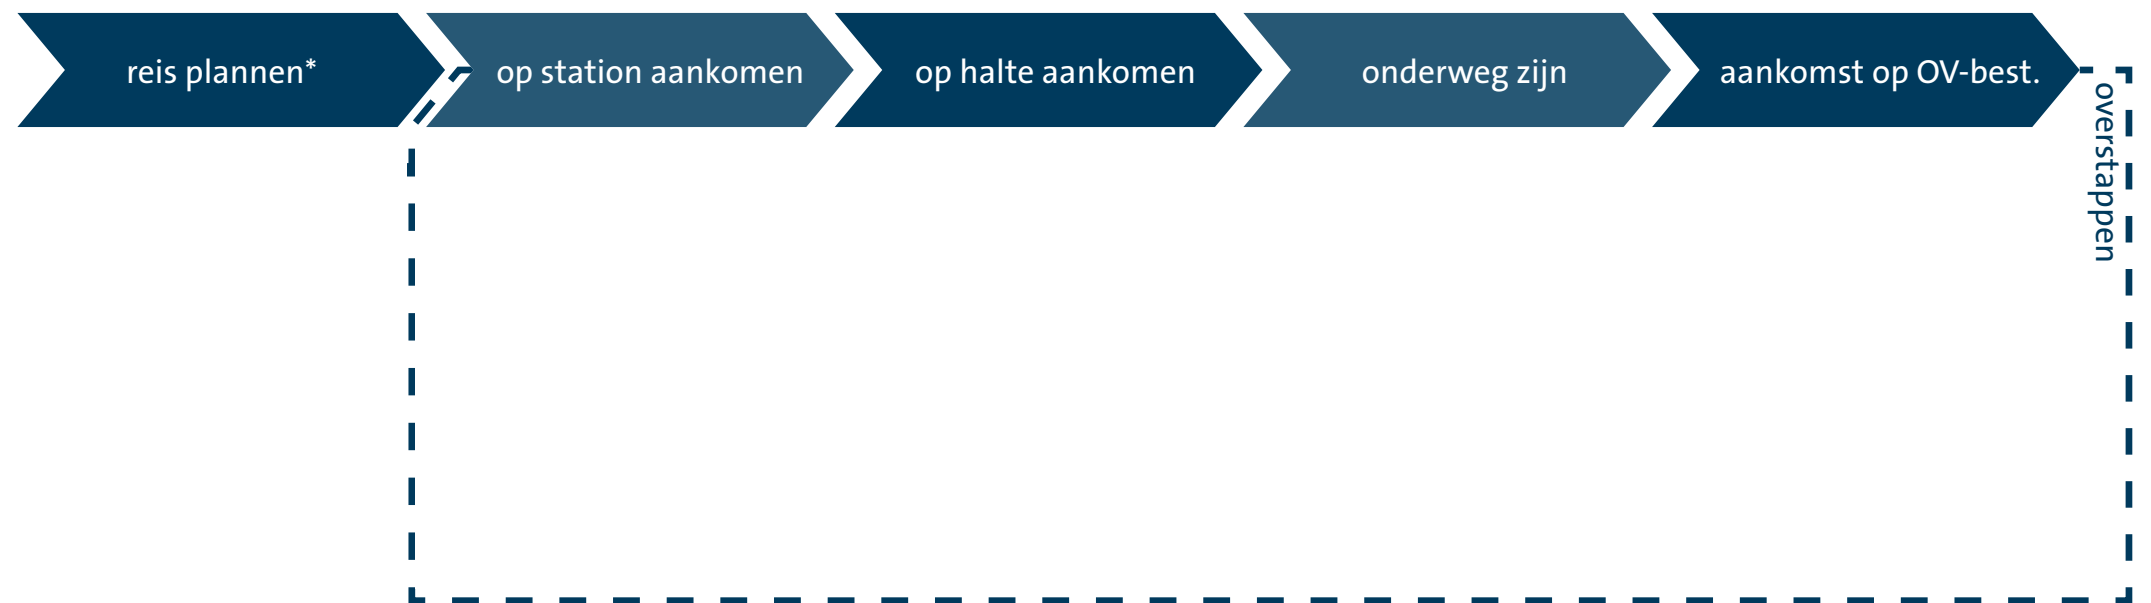 reis plannen*
op station aankomen
op halte aankomen
onderweg zijn
aankomst op OV-best.
overstappen